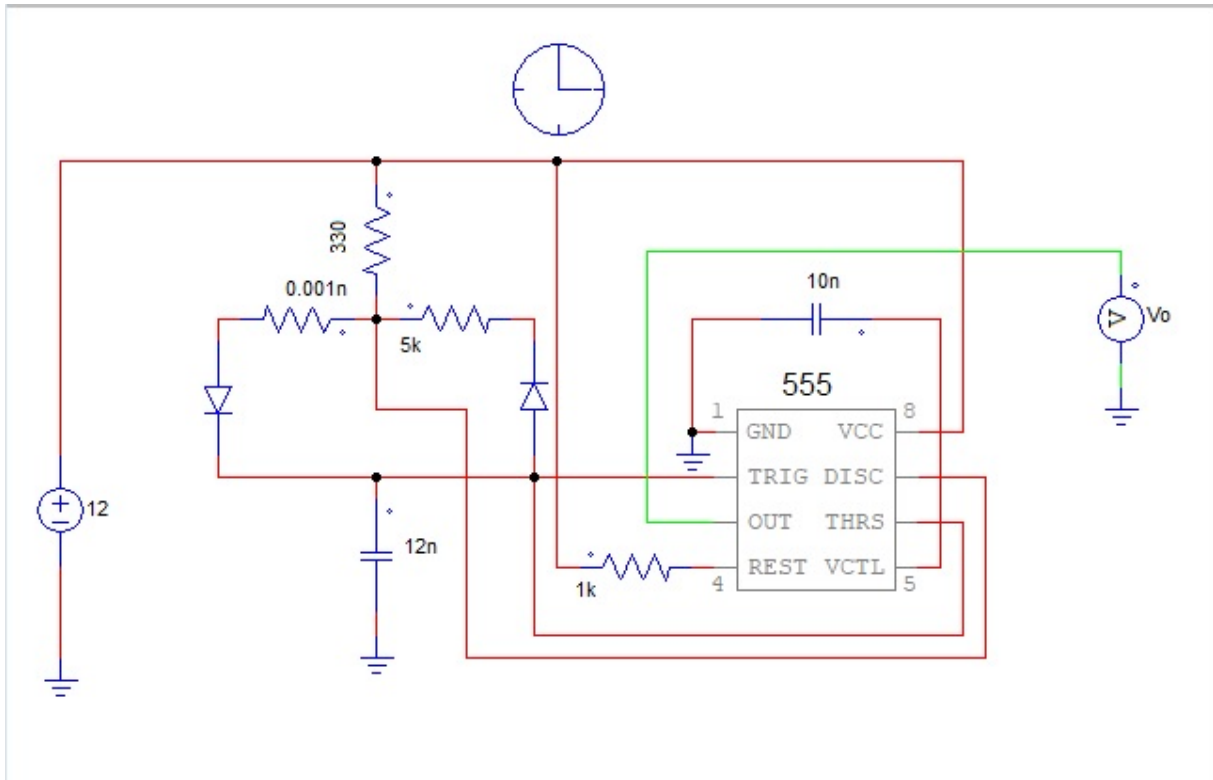 330
0.001n
5k
10n
V
Vo
555
1
8
GND
VCC
TRIG
DISC
12
OUT
THRS
12n
REST
VCTL
1k
4
5